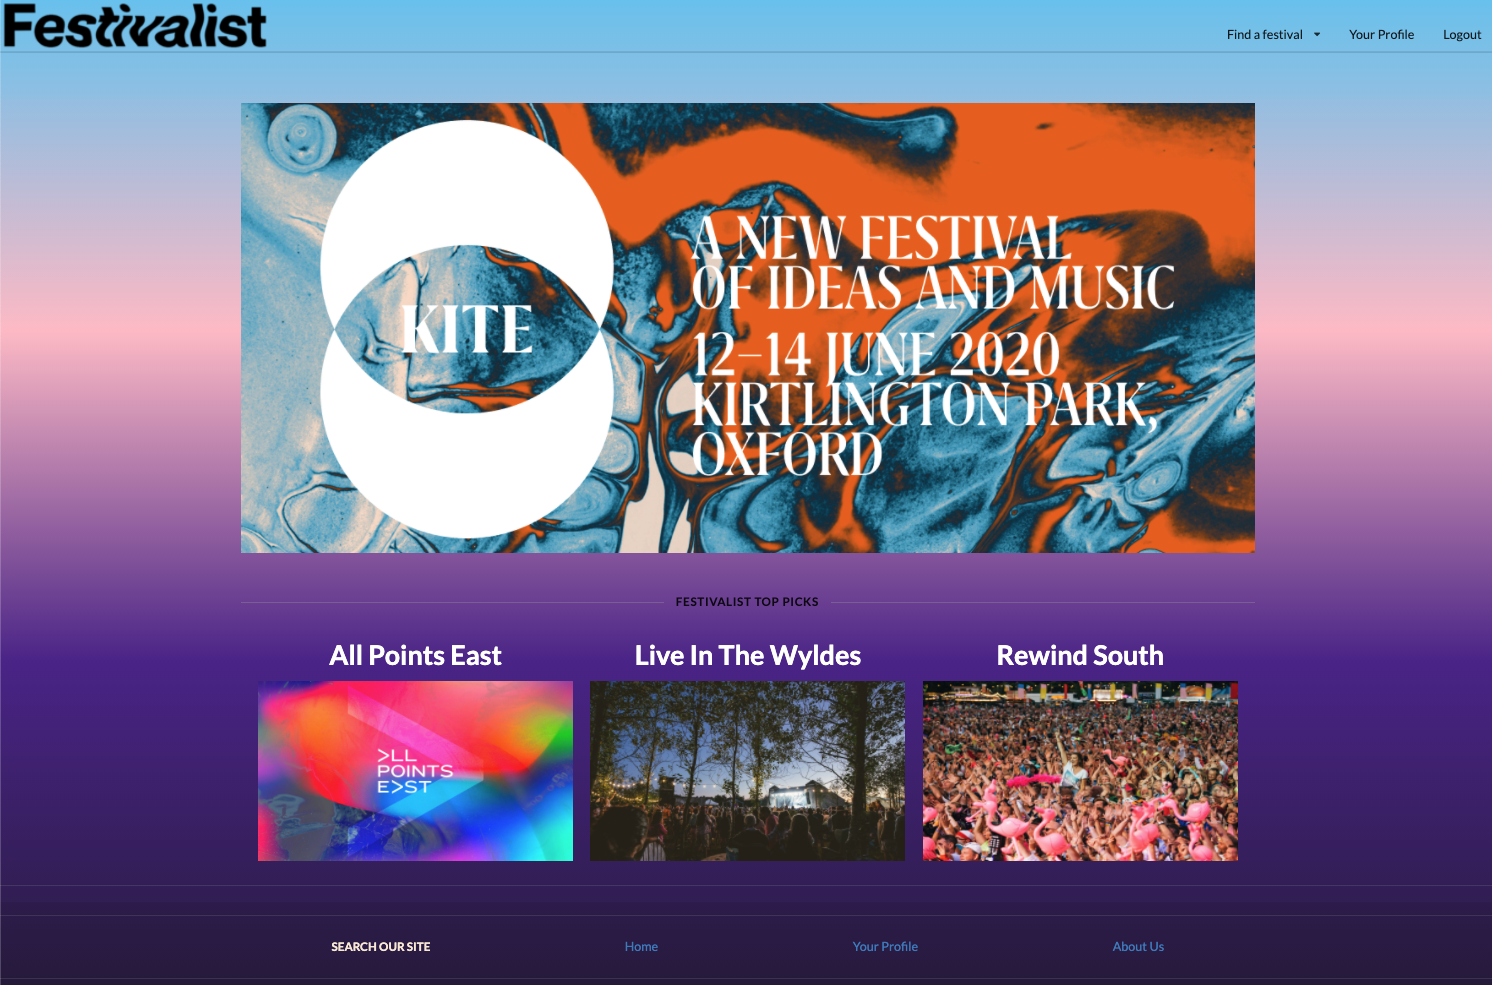 Festivalist
Find a festival
Your Profile
Logout
KITE
A NEW FESTIVAL
OF IDEAS AND MUSIC
12–14 JUNE 2020
KIRTLINGTON PARK,
OXFORD
FESTIVALIST TOP PICKS
All Points East
Live In The Wyldes
Rewind South
>LL
POINTS
E>ST
SEARCH OUR SITE
Home
Your Profile
About Us